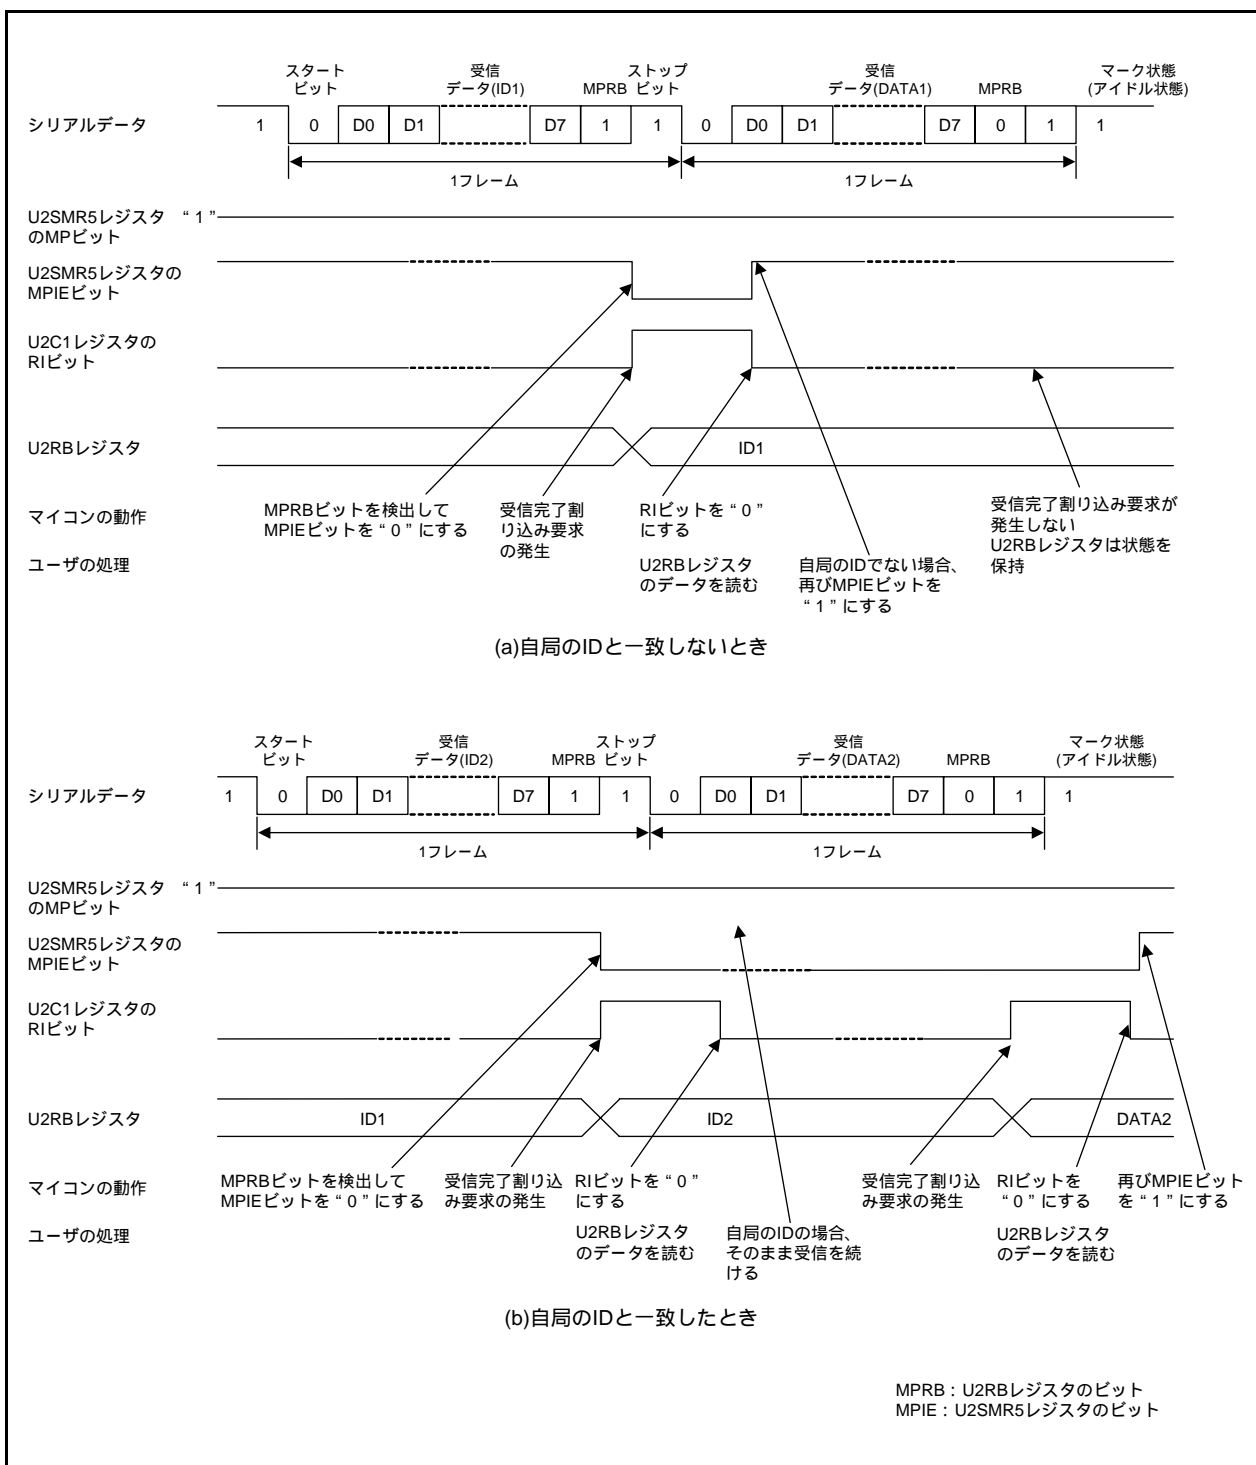 スタート
ビット
受信
データ(ID1)
MPRB
ストップ
ビット
受信
データ(DATA1)
MPRB
マーク状態
(アイドル状態)
シリアルデータ
1 0 D0 D1 D7 1 1 0 D0 D1 D7 0 1 1
1フレーム 1フレーム
U2SMR5レジスタ “1”
のMPビット
U2SMR5レジスタの
MPIEビット
U2C1レジスタの
RIビット
U2RBレジスタ
ID1
マイコンの動作
MPRBビットを検出して
MPIEビットを“0”にする
受信完了割
り込み要求
の発生
RIビットを“0”
にする
受信完了割り込み要求が
発生しない
U2RBレジスタは状態を
保持
ユーザの処理
U2RBレジスタ
のデータを読む
自局のIDでない場合、
再びMPIEビットを
“1”にする
(a)自局のIDと一致しないとき
スタート
ビット
受信
データ(ID2)
MPRB
ストップ
ビット
受信
データ(DATA2)
MPRB
マーク状態
(アイドル状態)
シリアルデータ
1 0 D0 D1 D7 1 1 0 D0 D1 D7 0 1 1
1フレーム 1フレーム
U2SMR5レジスタ “1”
のMPビット
U2SMR5レジスタの
MPIEビット
U2C1レジスタの
RIビット
U2RBレジスタ
ID1 ID2 DATA2
マイコンの動作
MPRBビットを検出して
MPIEビットを“0”にする
受信完了割り込
み要求の発生
RIビットを“0”
にする
受信完了割り込
み要求の発生
RIビットを
“0”にする
再びMPIEビット
を“1”にする
ユーザの処理
U2RBレジスタ
のデータを読む
自局のIDの場合、
そのまま受信を続
ける
U2RBレジスタ
のデータを読む
(b)自局のIDと一致したとき
MPRB：U2RBレジスタのビット
MPIE：U2SMR5レジスタのビット